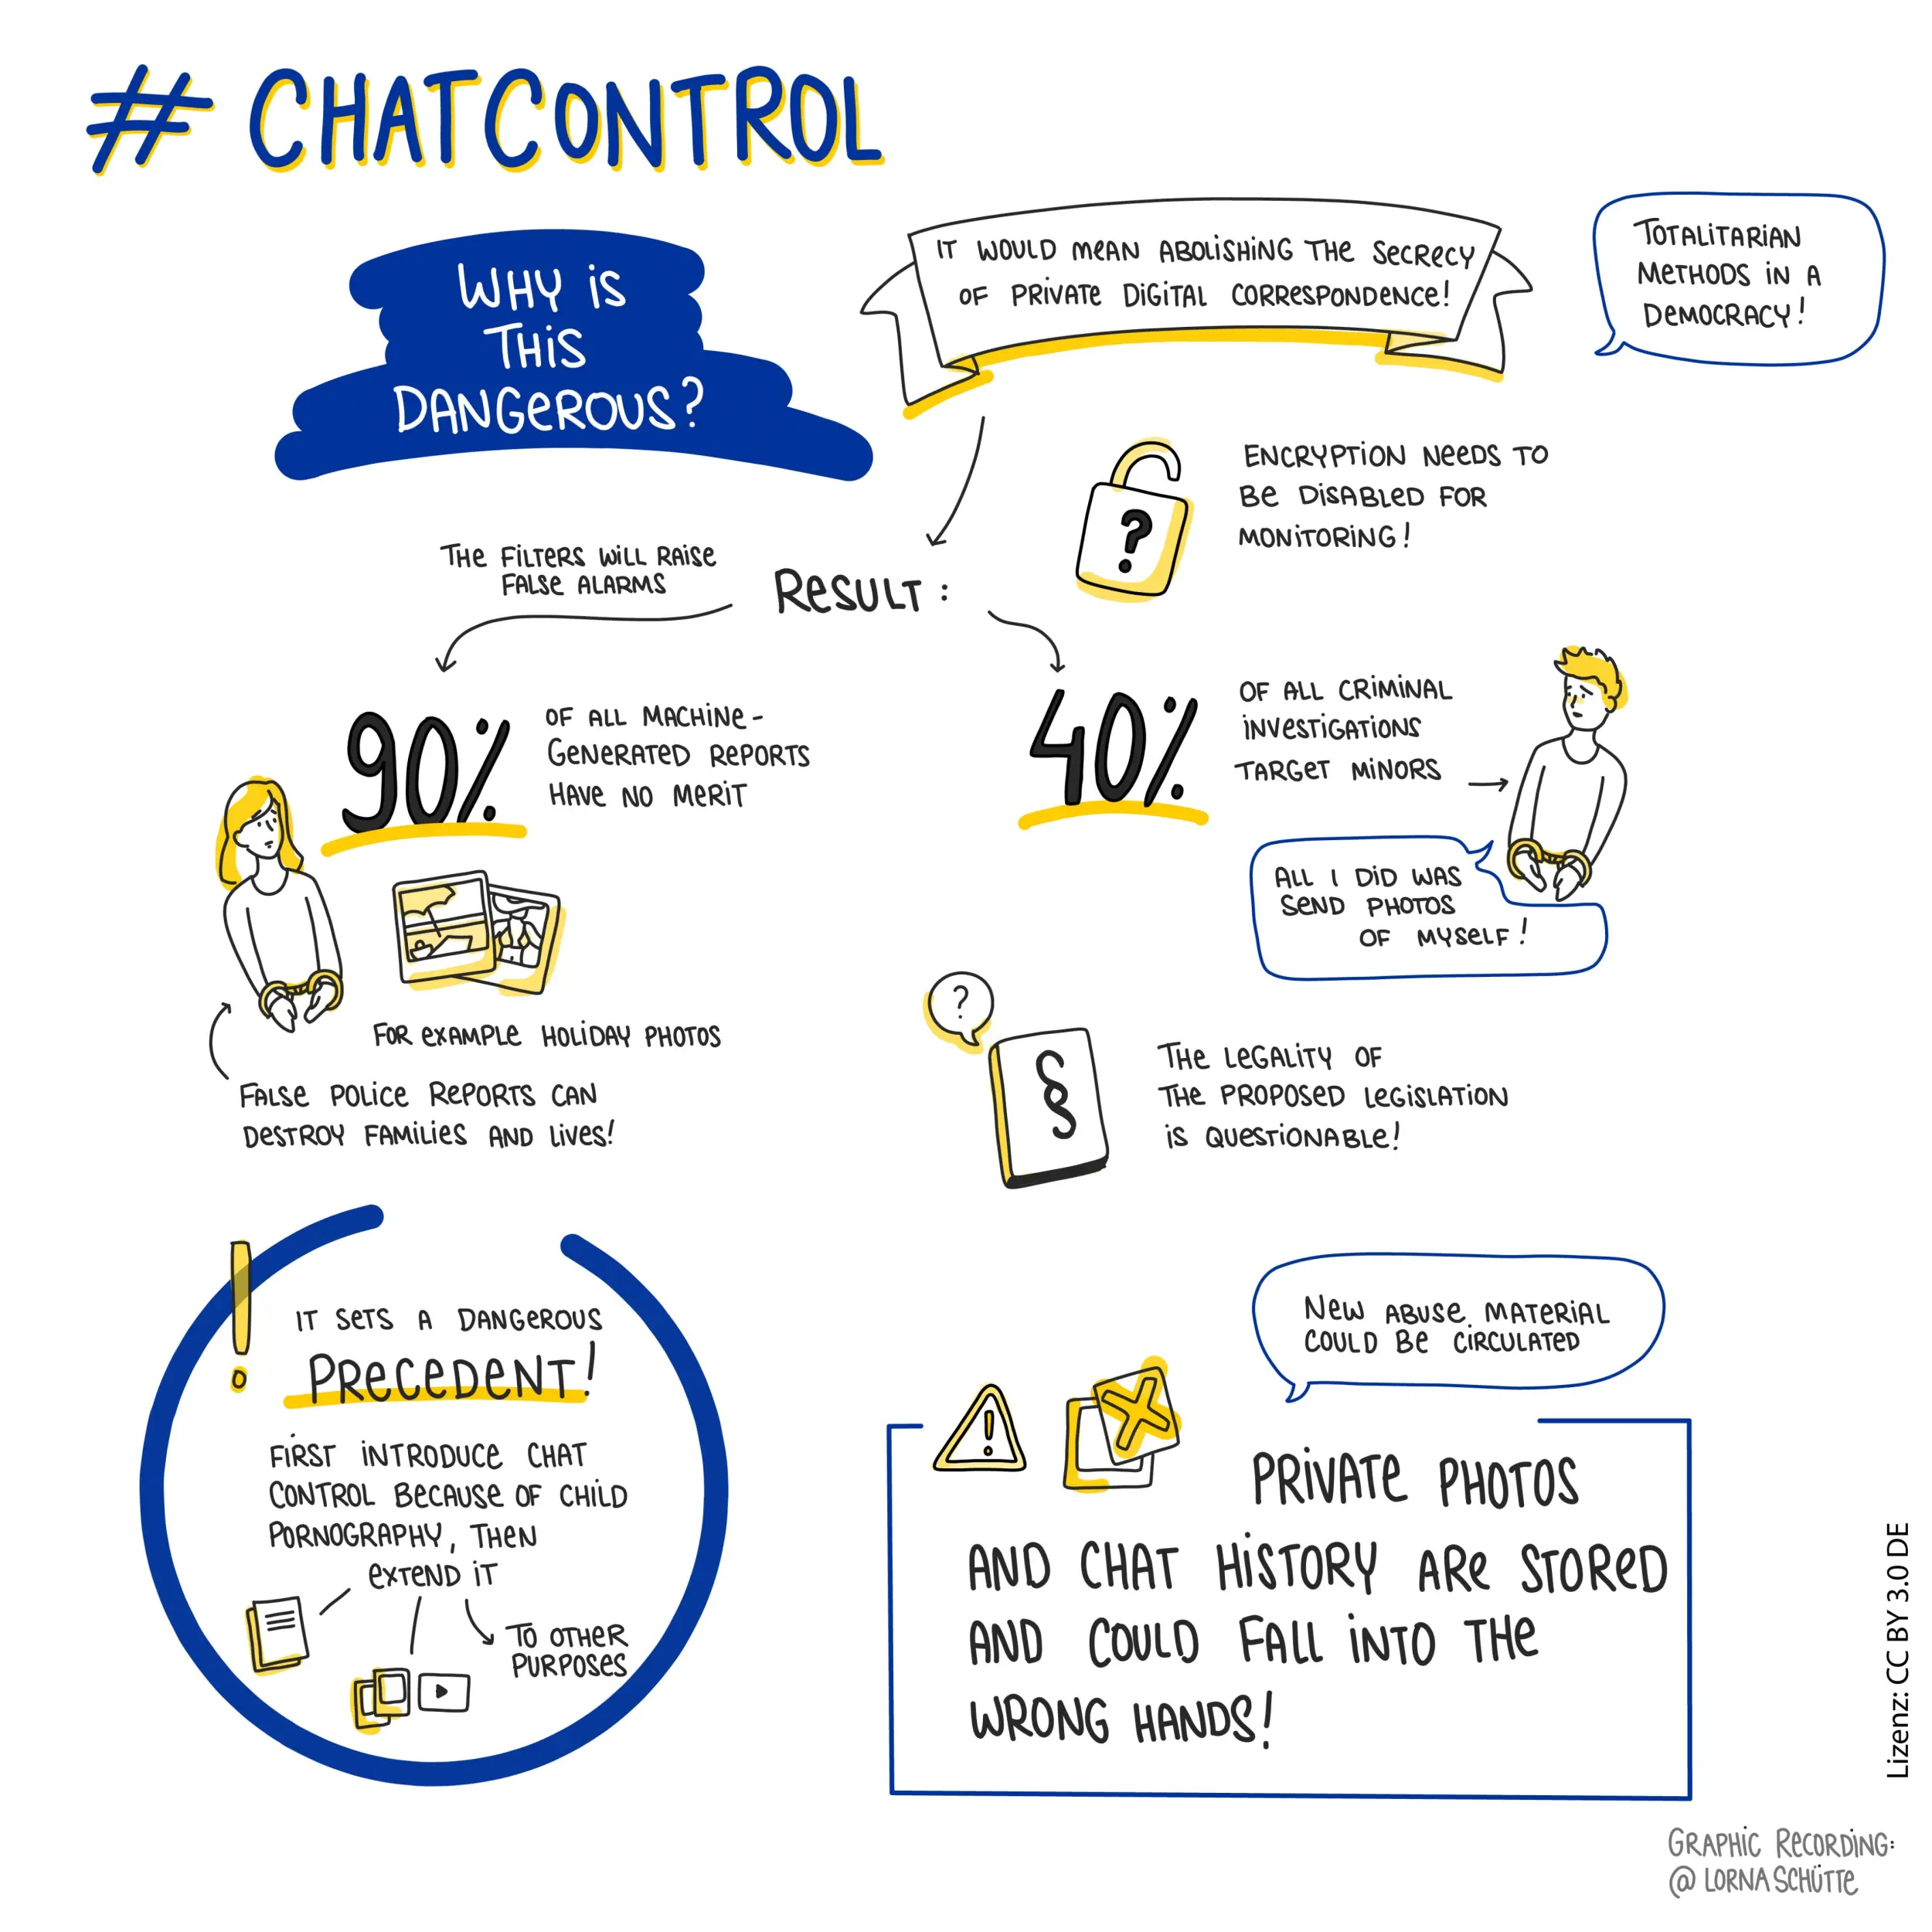 # CHATCONTROL
WHY iS
THiS
DANGeROUS?
IT WOULD MeAN ABOLiSHiNG THe SeCReCY
OF PRiVATe DiGiTAL CORResPONDeNCe!
TOTALiTARiAN
MeTHODS iN A
DeMOCRACY!
ENCRYPTiON NeeDS TO
Be DiSABLeD FOR
MONiTORiNG!
THe FiLTeRS WiLL RAiSe
FALSe ALARMS
ReSULT:
90%
OF ALL MACHiNe-
GeNeRATeD RePORTS
HAVe NO MeRiT
40%
OF ALL CRiMiNAL
iNVeSTiGATiONS
TARGeT MiNORS
ALL I DiD WAS
SeND PHOTOS
OF MYSeLF!
FOR exAMPLe HOLiDAY PHOTOS
FALSe POLiCe RePORTS CAN
DeSTROY FAMiLieS AND LiVeS!
?
§
THe LeGALiTY OF
THe PROPOSeD LeGiSLATiON
iS QUeSTiONABLe!
IT SeTS A DANGeROUS
PReCeDeNT!
FiRST iNTRODUCe CHAT
CONTROL BeCAUSe OF CHiLD
PORNOGRAPHY, THeN
exTeND iT
TO OTHeR
PURPOSeS
NeW ABUSe MATeRiAL
COULD Be CiRCULATeD
PRiVATe PHOTOS
AND CHAT HiSTORY ARe STOReD
AND COULD FALL iNTO THe
WRONG HANDS!
Lizenz: CC BY 3.0 DE
GRAPHiC ReCORDiNG:
@ LORNASCHÜTTe